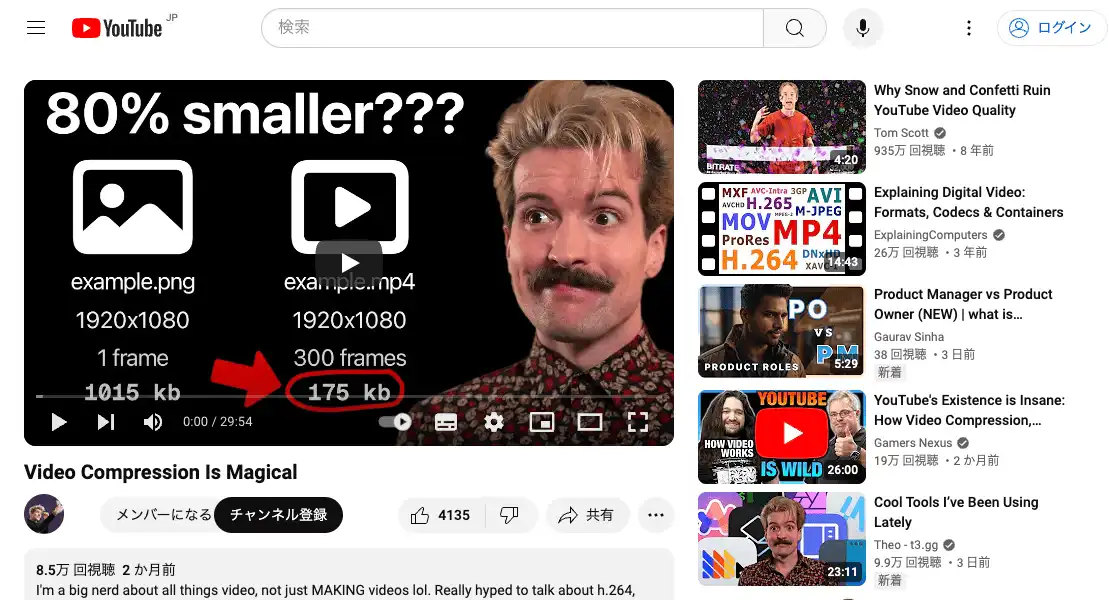 YouTube JP
検索
ログイン
80% smaller???
example.png
example.mp4
1920x1080
1920x1080
1 frame
300 frames
1015 kb
175 kb
0:00 / 29:54
Video Compression Is Magical
メンバーになる
チャンネル登録
4135
共有
8.5万 回視聴 2 か月前
I'm a big nerd about all things video, not just MAKING videos lol. Really hyped to talk about h.264,
BITRATE
4:20
Why Snow and Confetti Ruin
YouTube Video Quality
Tom Scott
935万 回視聴 ・8 年前
MXF AVC-Intra 3GP AVI
AVCHD H.265 MPEG-2 M-JPEG
MOV MP4
ProRes
H.264 DNxHD
XAVC
14:43
Explaining Digital Video:
Formats, Codecs & Containers
ExplainingComputers
26万 回視聴 ・3 年前
PO
VS
PM
PRODUCT ROLES
5:29
Product Manager vs Product
Owner (NEW) | what is…
Gaurav Sinha
38 回視聴 ・3 日前
新着
YOUTUBE
HOW VIDEO
WORKS
IS WILD
26:00
YouTube's Existence is Insane:
How Video Compression,…
Gamers Nexus
19万 回視聴 ・2 か月前
23:11
Cool Tools I've Been Using
Lately
Theo - t3.gg
9.9万 回視聴 ・3 日前
新着